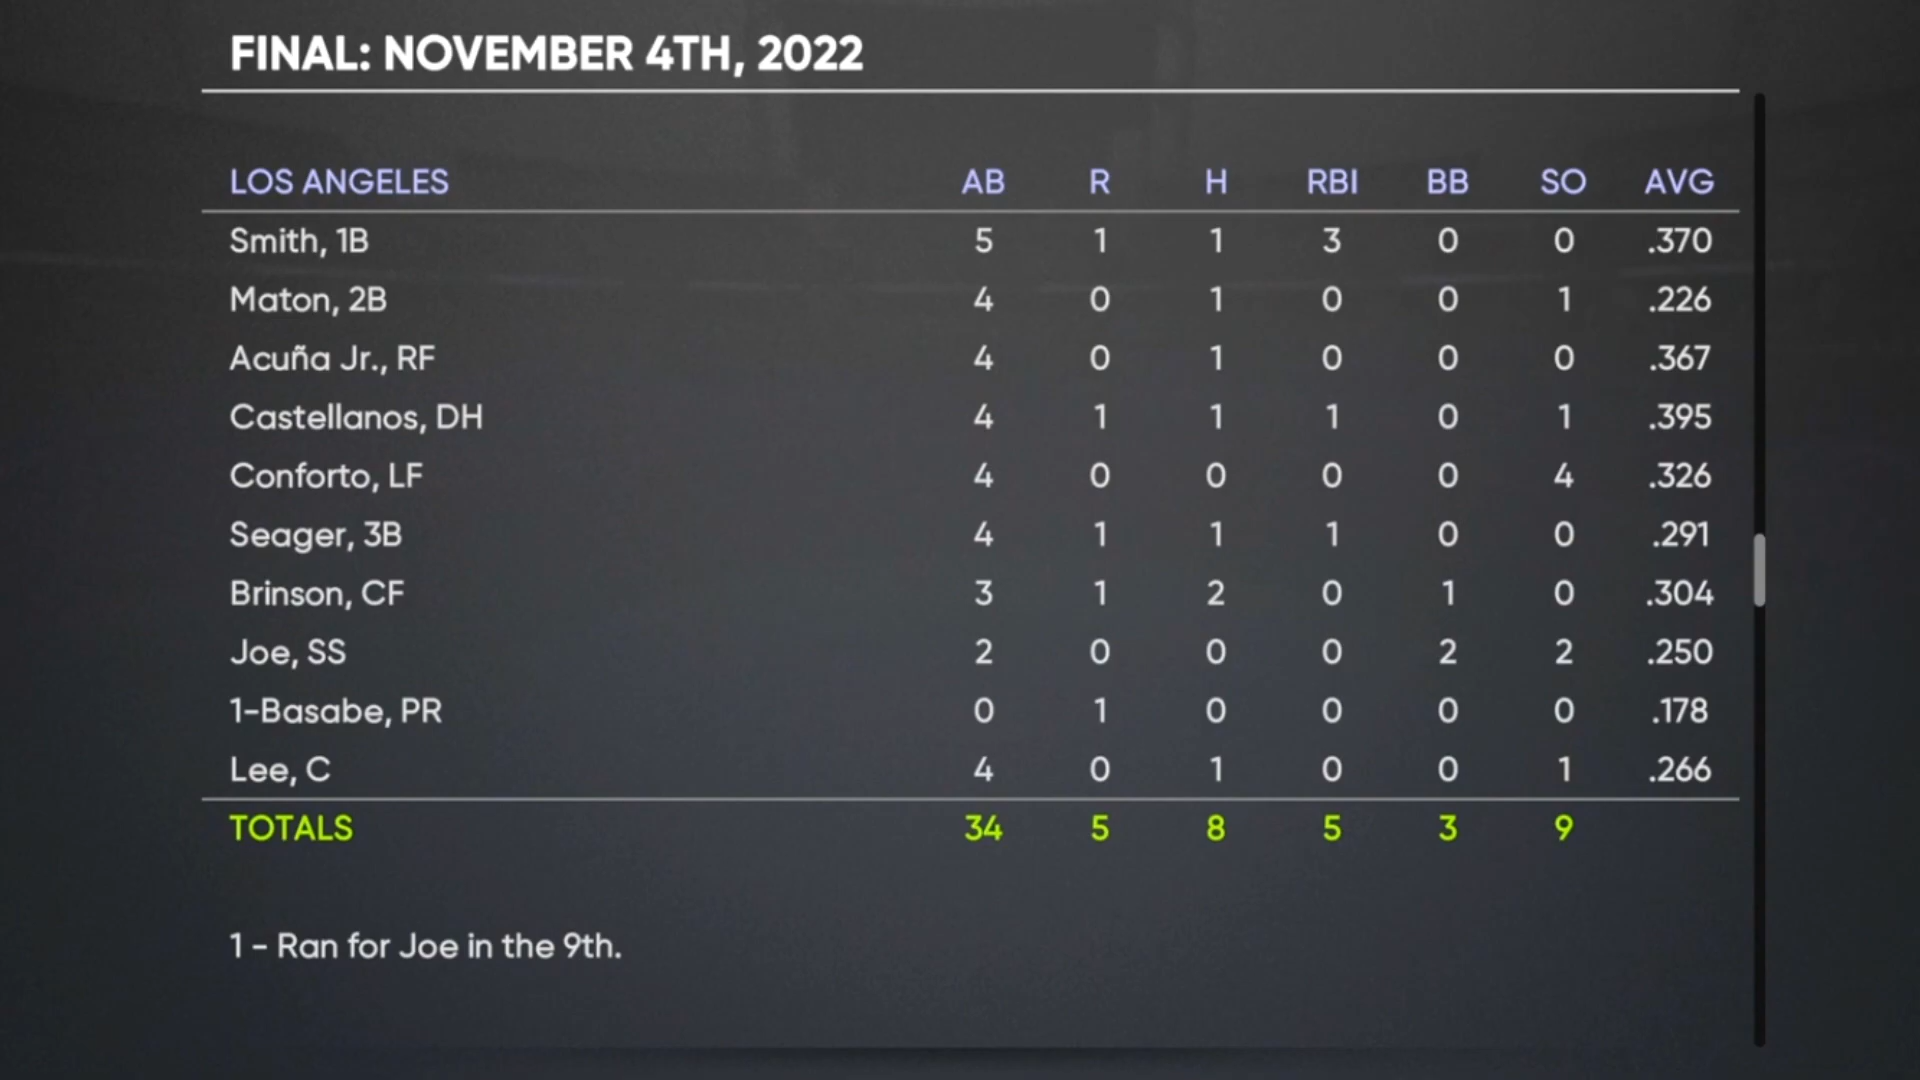 FINAL: NOVEMBER 4TH, 2022
LOS ANGELES AB R H RBI BB SO AVG
Smith, 1B 5 1 1 3 0 0 .370
Maton, 2B 4 0 1 0 0 1 .226
Acuña Jr., RF 4 0 1 0 0 0 .367
Castellanos, DH 4 1 1 1 0 1 .395
Conforto, LF 4 0 0 0 0 4 .326
Seager, 3B 4 1 1 1 0 0 .291
Brinson, CF 3 1 2 0 1 0 .304
Joe, SS 2 0 0 0 2 2 .250
1-Basabe, PR 0 1 0 0 0 0 .178
Lee, C 4 0 1 0 0 1 .266
TOTALS 34 5 8 5 3 9
1 - Ran for Joe in the 9th.